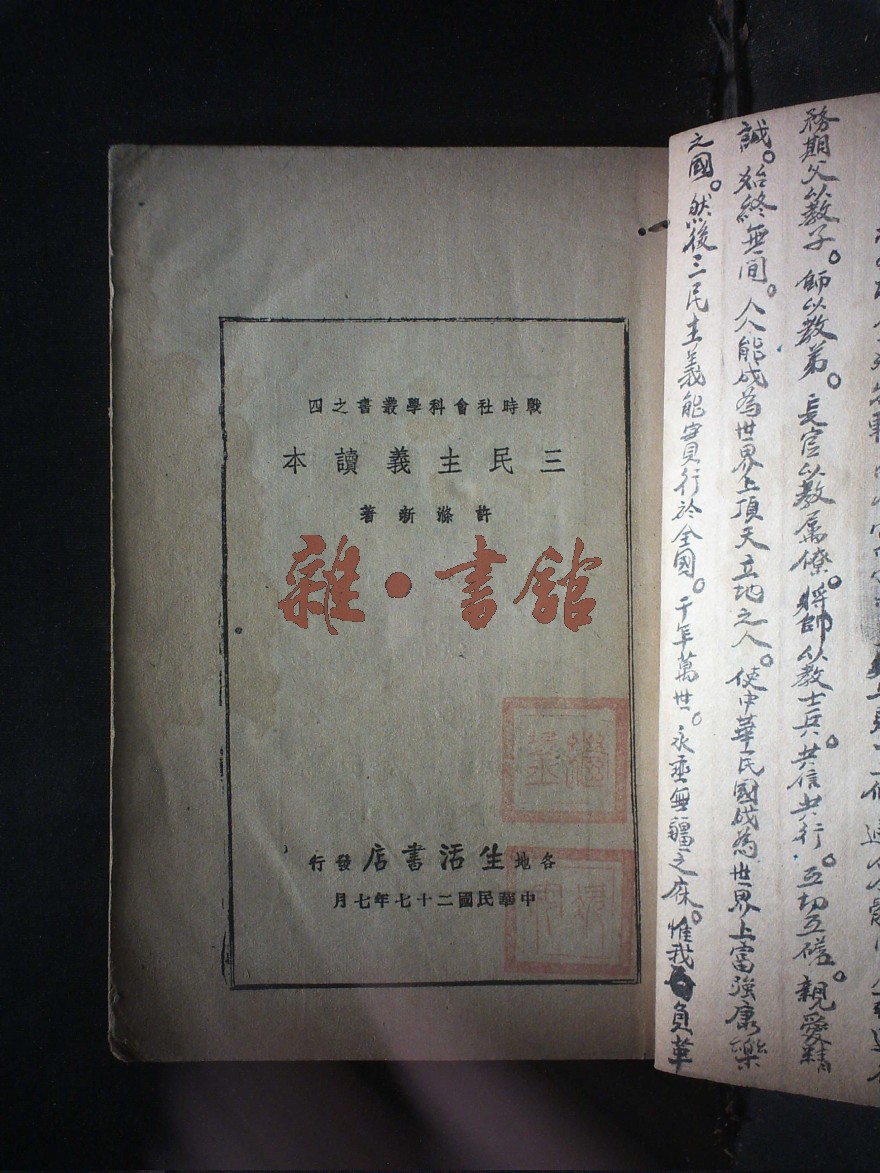 戰時社會科學叢書之四
三民主義讀本
許滌新著
雜·書館
各地生活書店發行
中華民國二十七年七月
務期父以教子。師以教弟。長官以教属僚。將帥以教士兵。共信共行。互切互磋。親愛精
誠。始終無间。人人能成為世界上頂天立地之人。使中華民國成為世界上富強康樂
之國。然後三民主義能實行於全國。千年萬世。永丞無疆之庥。惟我負革